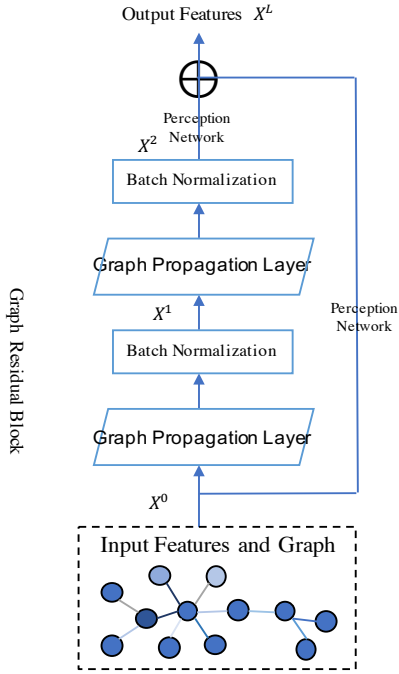 Output Features X^L
Perception
Network
X^2
Batch Normalization
Graph Propagation Layer
X^1
Batch Normalization
Perception
Network
Graph Propagation Layer
X^0
Input Features and Graph
Graph Residual Block